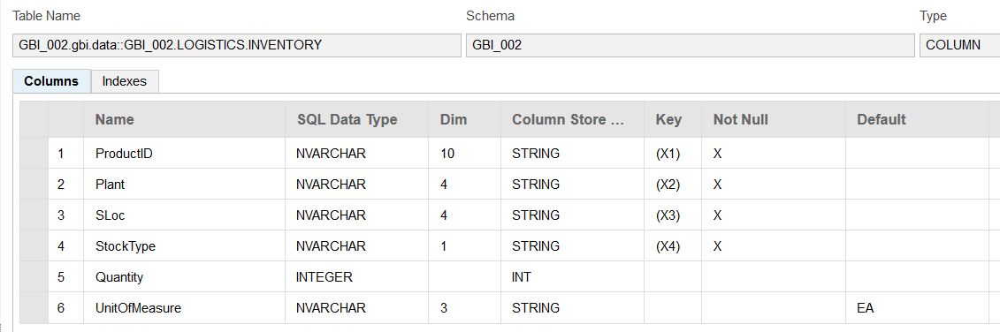 Table Name Schema Type
GBI_002.gbi.data::GBI_002.LOGISTICS.INVENTORY GBI_002 COLUMN
Columns Indexes
Name SQL Data Type Dim Column Store ... Key Not Null Default
1 ProductID NVARCHAR 10 STRING (X1) X
2 Plant NVARCHAR 4 STRING (X2) X
3 SLoc NVARCHAR 4 STRING (X3) X
4 StockType NVARCHAR 1 STRING (X4) X
5 Quantity INTEGER INT
6 UnitOfMeasure NVARCHAR 3 STRING EA